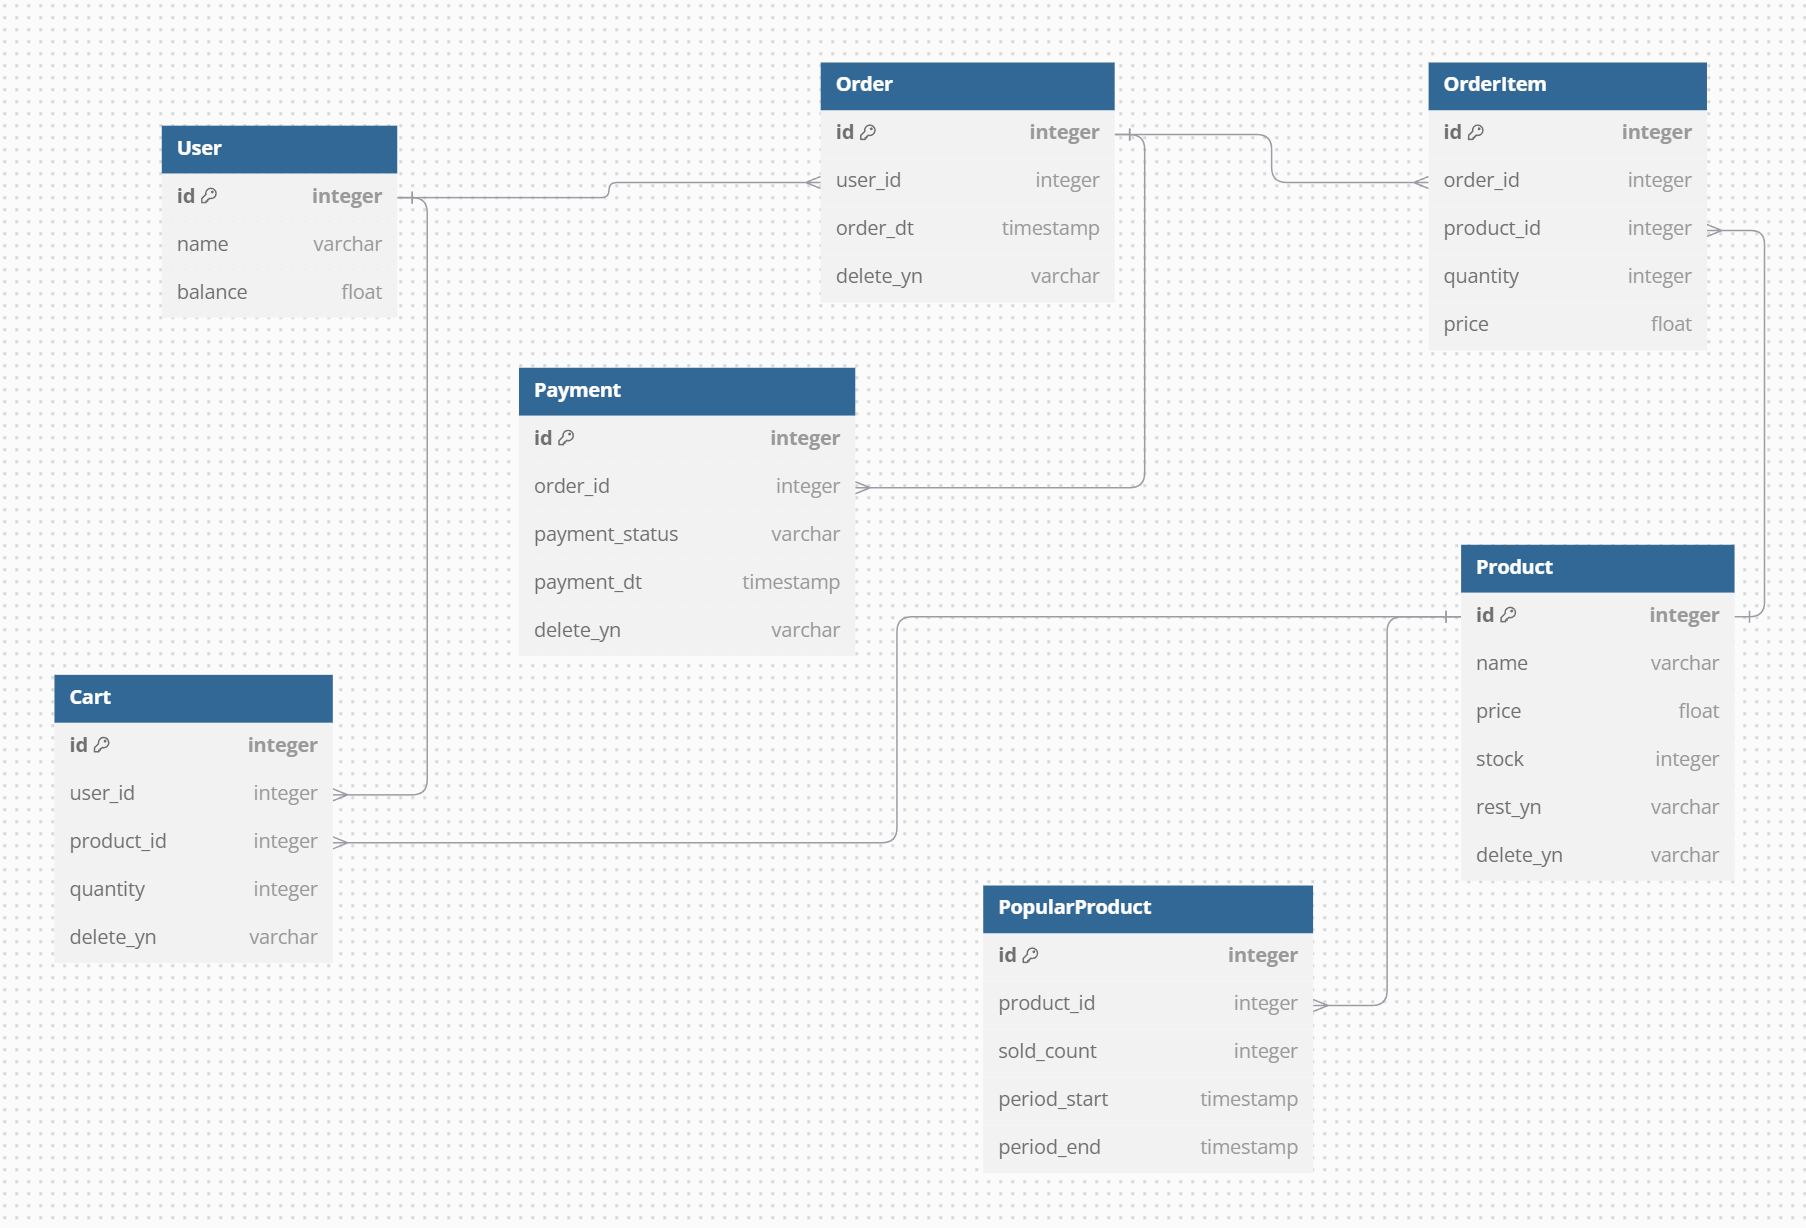 User
id integer
name varchar
balance float
Order
id integer
user_id integer
order_dt timestamp
delete_yn varchar
OrderItem
id integer
order_id integer
product_id integer
quantity integer
price float
Payment
id integer
order_id integer
payment_status varchar
payment_dt timestamp
delete_yn varchar
Product
id integer
name varchar
price float
stock integer
rest_yn varchar
delete_yn varchar
Cart
id integer
user_id integer
product_id integer
quantity integer
delete_yn varchar
PopularProduct
id integer
product_id integer
sold_count integer
period_start timestamp
period_end timestamp